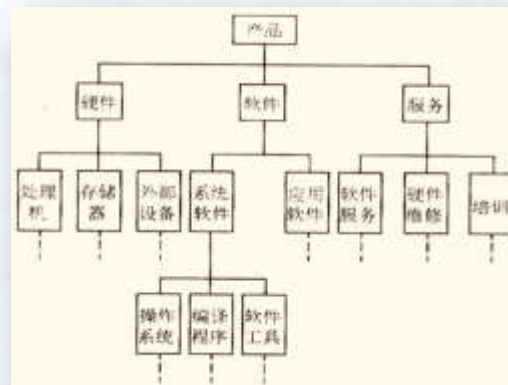 产品
硬件
软件
服务
处理
机
存储
器
外部
设备
系统
软件
应用
软件
软件
服务
硬件
维修
培训
操作
系统
编译
程序
软件
工具